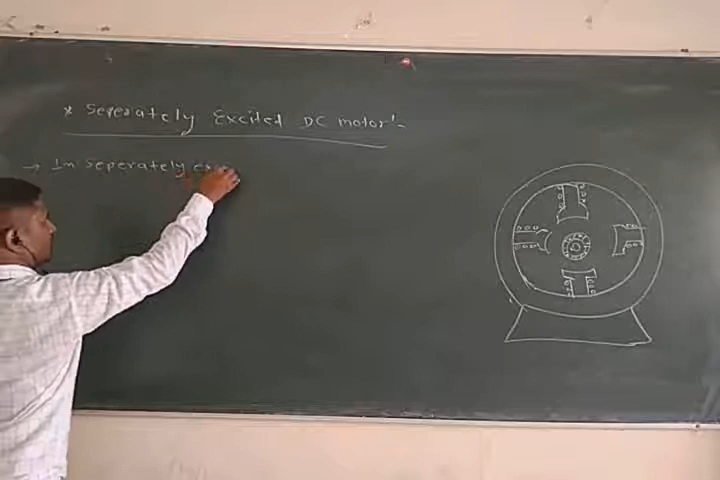 * Seperately Excited DC motor:-
→ In seperately ex